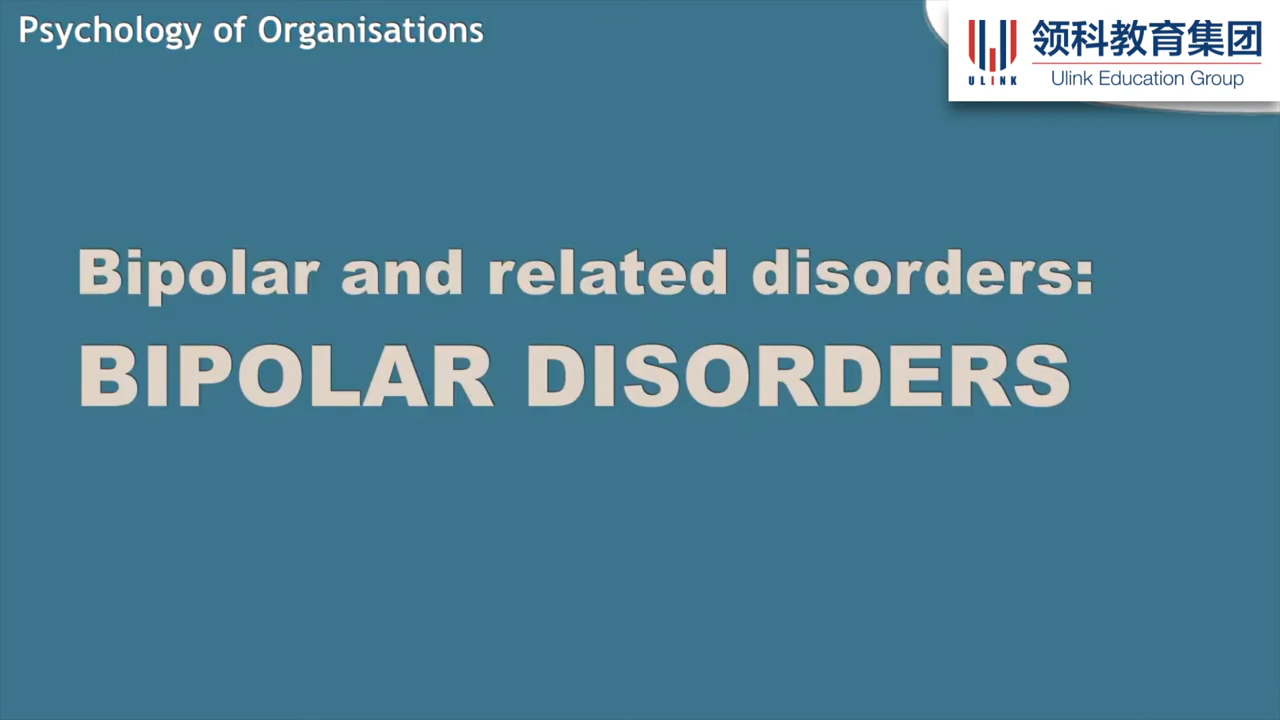 Psychology of Organisations
ULINK
领科教育集团
Ulink Education Group
Bipolar and related disorders:
BIPOLAR DISORDERS